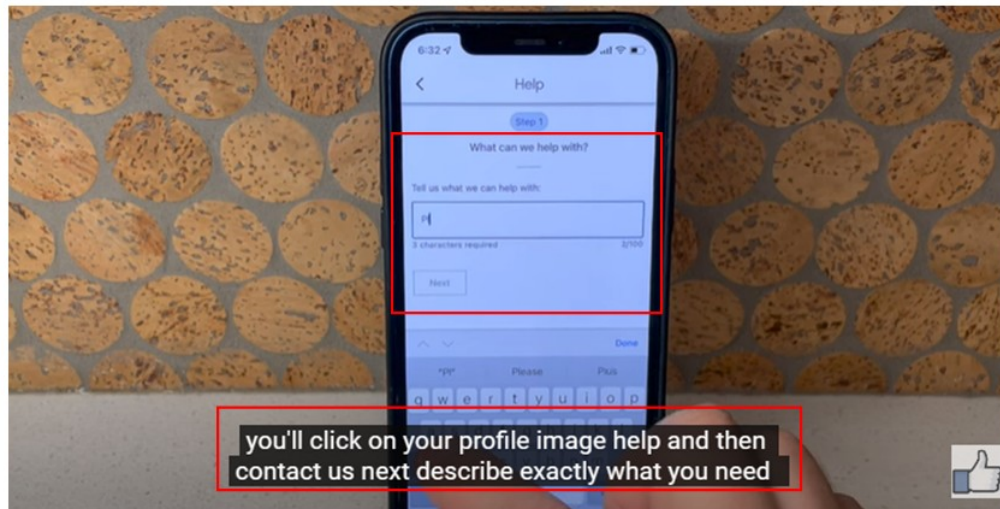 6:32
Help
Step 1
What can we help with?
Tell us what we can help with:
Pl
3 characters required 2/100
Next
Done
"Pl" Please Plus
q w e r t y u i o p
you'll click on your profile image help and then
contact us next describe exactly what you need